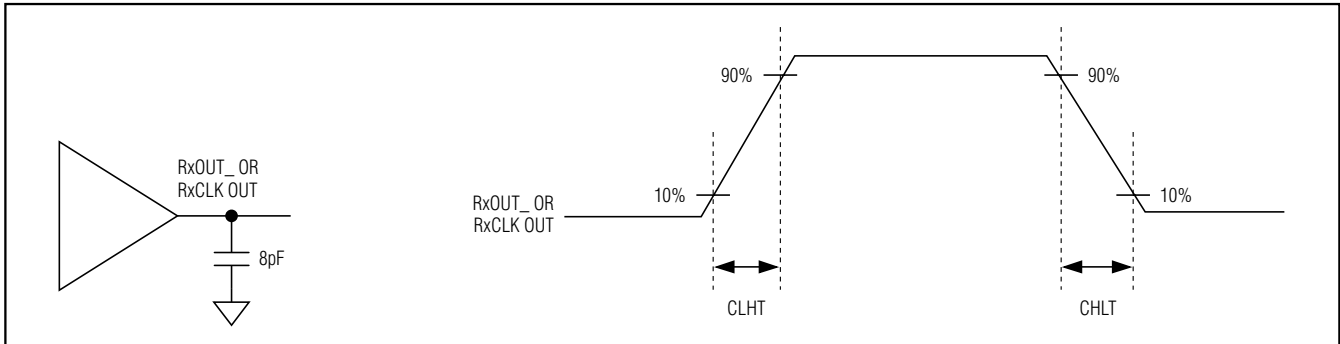 RxOUT_ OR
RxCLK OUT
8pF
RxOUT_ OR
RxCLK OUT
90%
10%
90%
10%
CLHT
CHLT